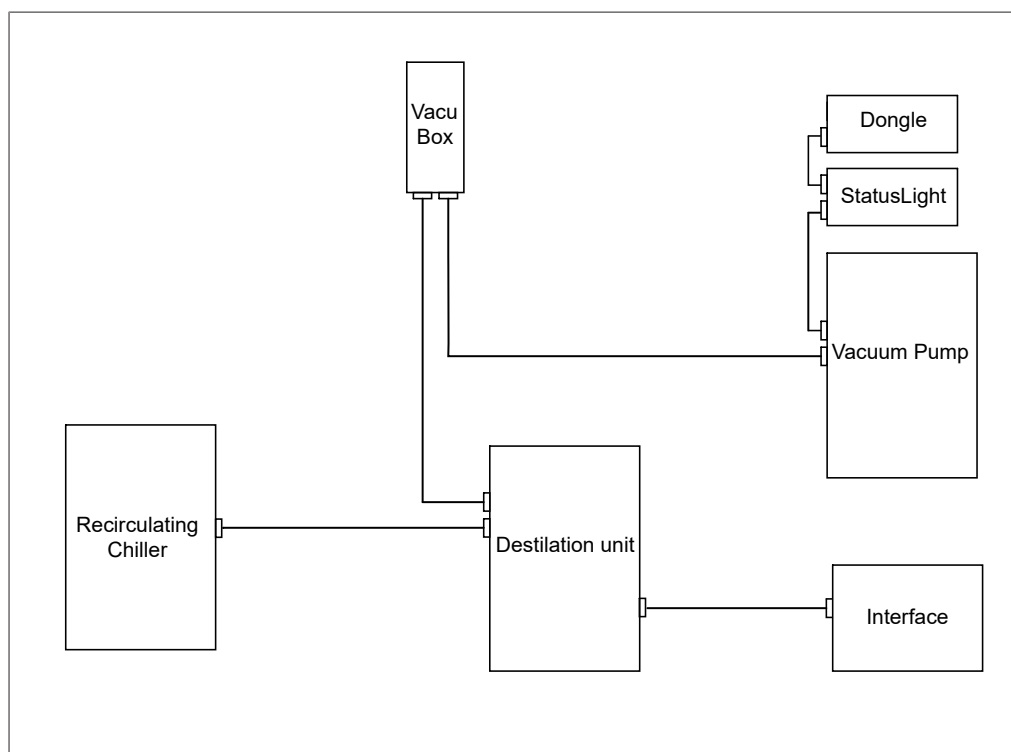 Vacu
Box
Dongle
StatusLight
Vacuum Pump
Recirculating
Chiller
Destilation unit
Interface